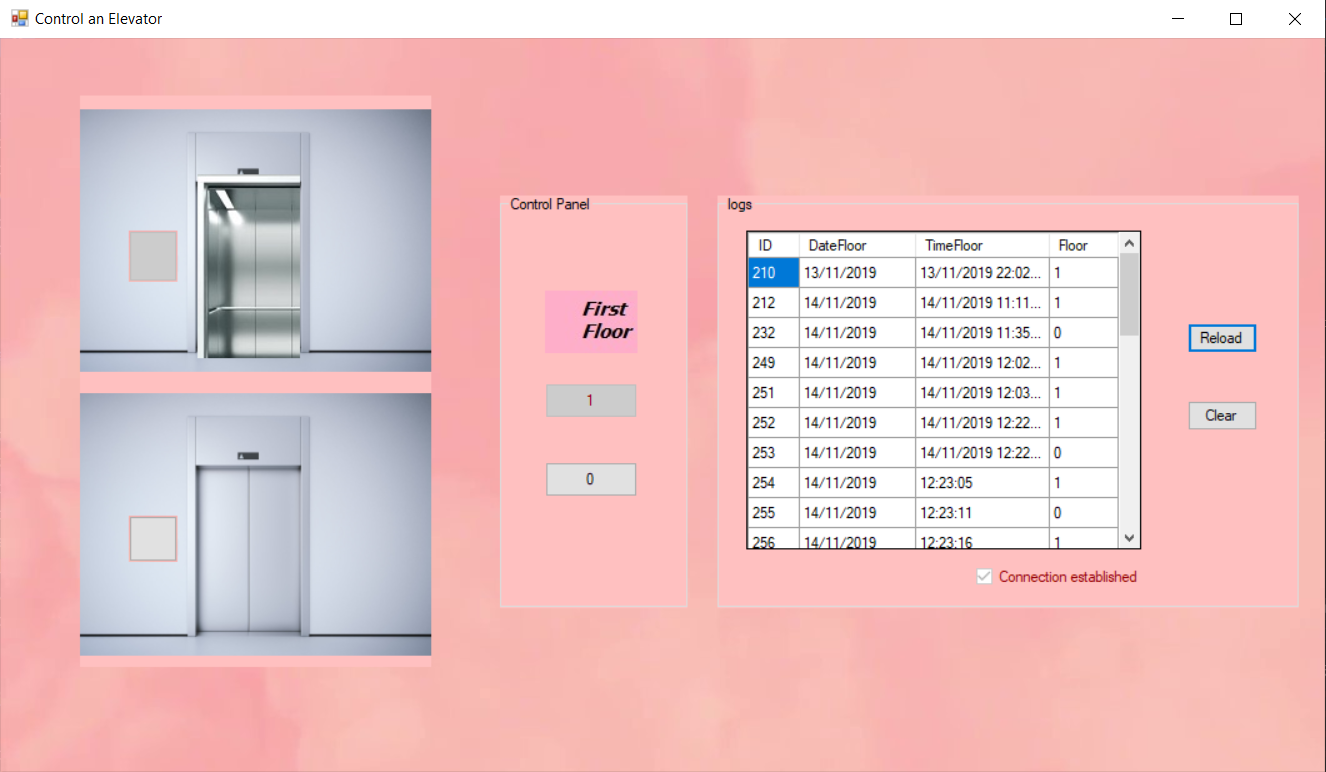 Control an Elevator
Control Panel
First
Floor
1
0
logs
ID DateFloor TimeFloor Floor
210 13/11/2019 13/11/2019 22:02... 1
212 14/11/2019 14/11/2019 11:11... 1
232 14/11/2019 14/11/2019 11:35... 0
249 14/11/2019 14/11/2019 12:02... 1
251 14/11/2019 14/11/2019 12:03... 1
252 14/11/2019 14/11/2019 12:22... 1
253 14/11/2019 14/11/2019 12:22... 0
254 14/11/2019 12:23:05 1
255 14/11/2019 12:23:11 0
256 14/11/2019 12:23:16 1
Reload
Clear
Connection established